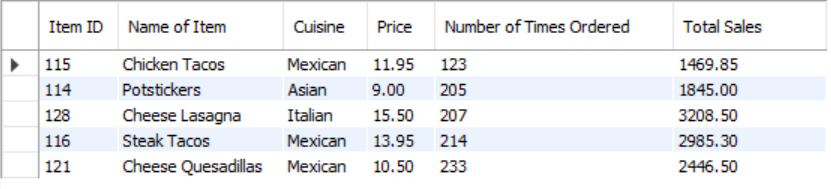 Item ID Name of Item Cuisine Price Number of Times Ordered Total Sales
115 Chicken Tacos Mexican 11.95 123 1469.85
114 Potstickers Asian 9.00 205 1845.00
128 Cheese Lasagna Italian 15.50 207 3208.50
116 Steak Tacos Mexican 13.95 214 2985.30
121 Cheese Quesadillas Mexican 10.50 233 2446.50